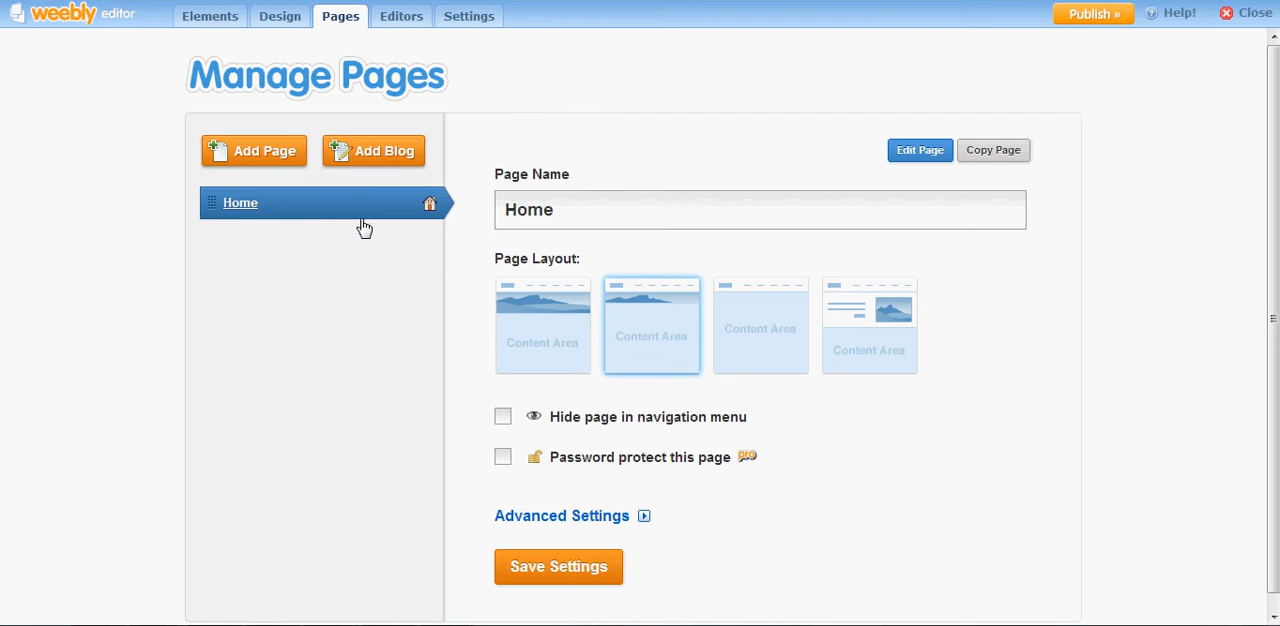 weebly editor
Elements
Design
Pages
Editors
Settings
Publish »
Help!
Close
Manage Pages
Add Page
Add Blog
Home
Edit Page
Copy Page
Page Name
Home
Page Layout:
Content Area
Content Area
Content Area
Content Area
Hide page in navigation menu
Password protect this page pro
Advanced Settings
Save Settings